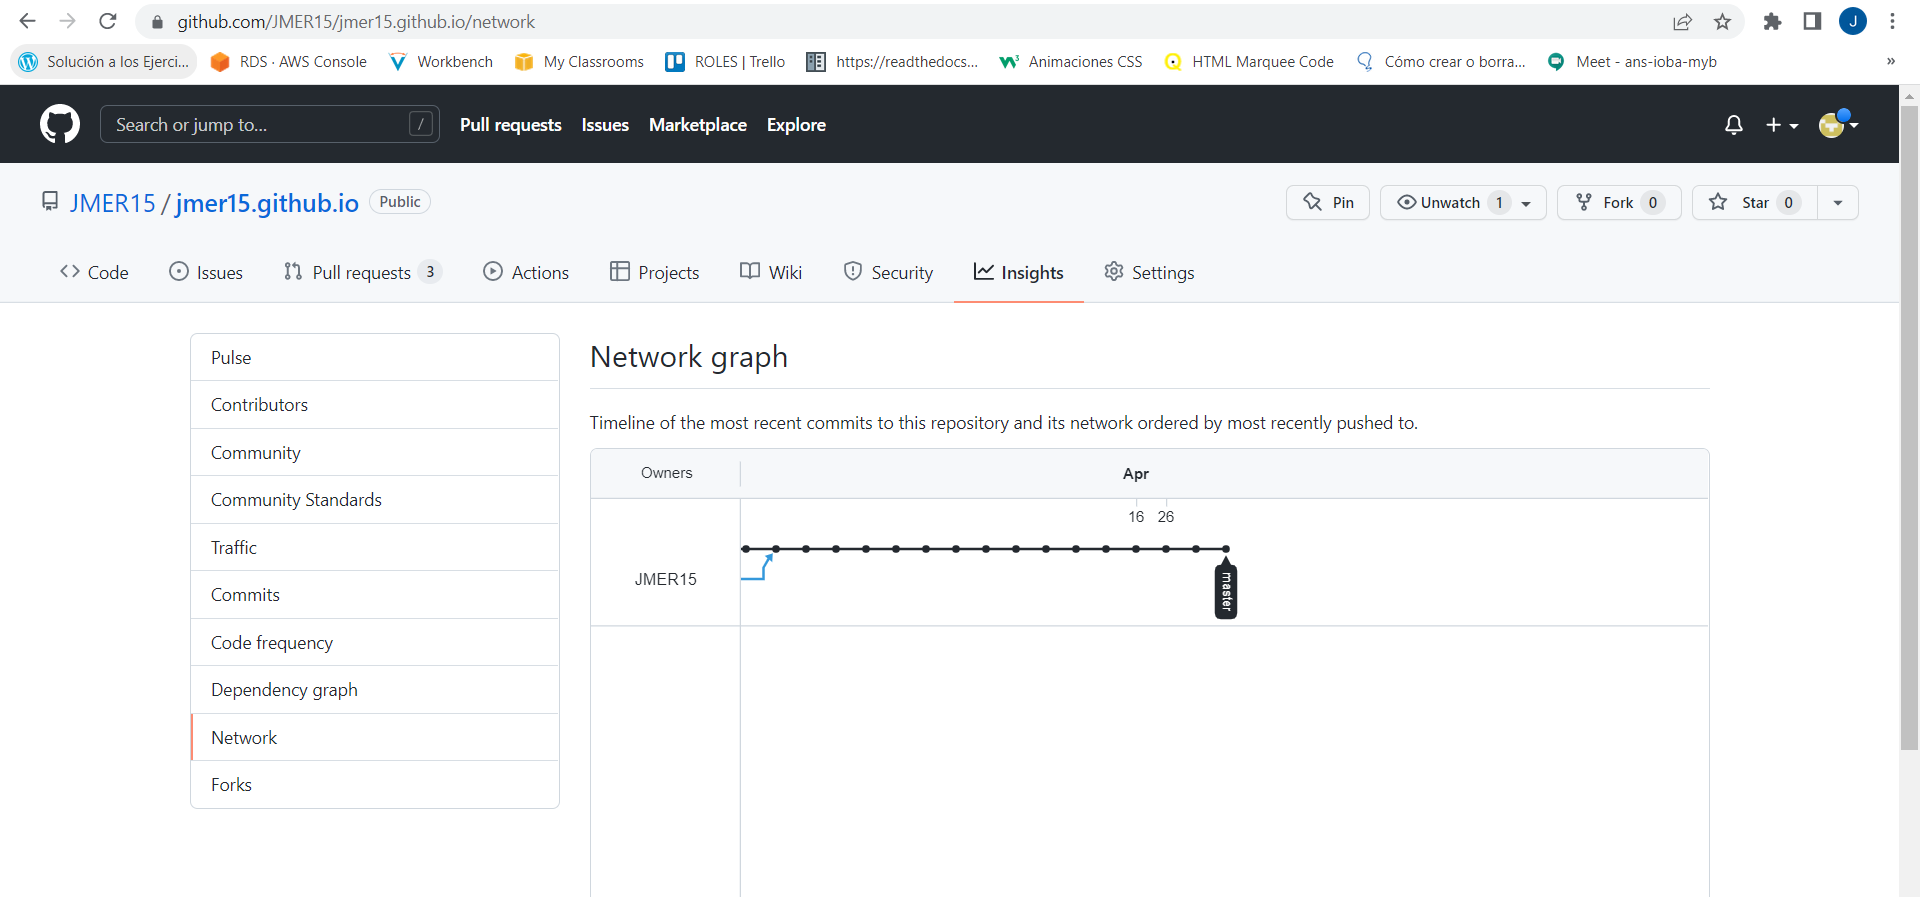 github.com/JMER15/jmer15.github.io/network
J
Solución a los Ejerci...
RDS · AWS Console
Workbench
My Classrooms
ROLES | Trello
https://readthedocs...
Animaciones CSS
HTML Marquee Code
Cómo crear o borra...
Meet - ans-ioba-myb
»
Search or jump to... /
Pull requests
Issues
Marketplace
Explore
JMER15 / jmer15.github.io Public
Pin
Unwatch 1
Fork 0
Star 0
Code
Issues
Pull requests 3
Actions
Projects
Wiki
Security
Insights
Settings
Pulse
Contributors
Community
Community Standards
Traffic
Commits
Code frequency
Dependency graph
Network
Forks
Network graph
Timeline of the most recent commits to this repository and its network ordered by most recently pushed to.
Owners
Apr
16 26
JMER15
master